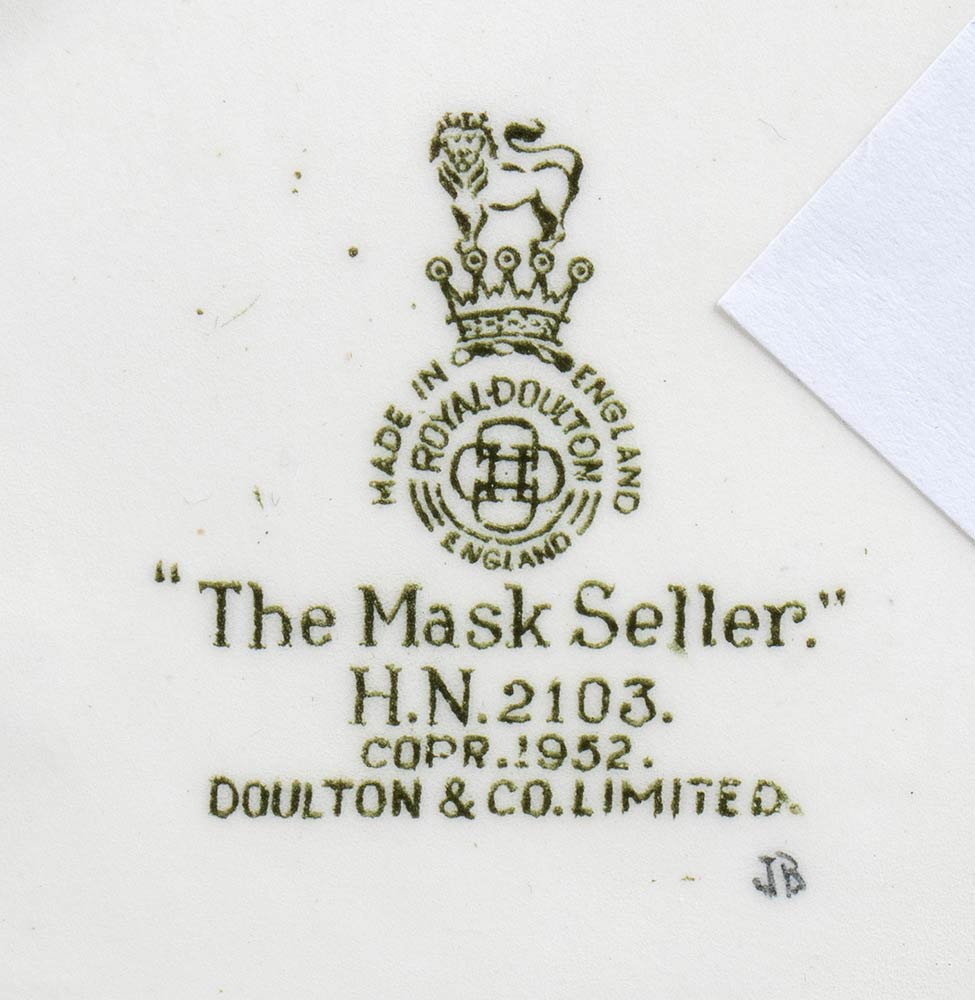 MADE IN ENGLAND
ROYAL·DOULTON
ENGLAND
"The Mask Seller."
H.N.2103.
COPR.1952.
DOULTON & CO.LIMITED.
JB